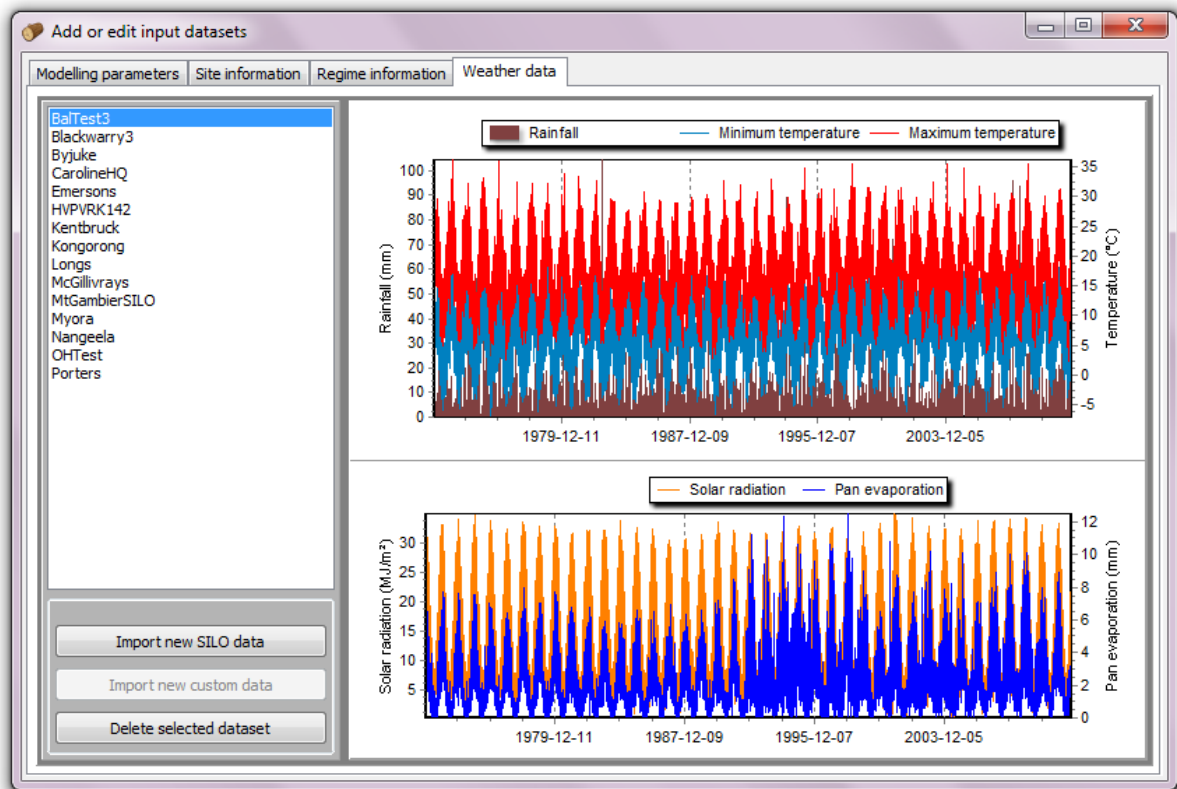 Add or edit input datasets
Modelling parameters
Site information
Regime information
Weather data
BalTest3
Blackwarry3
Byjuke
CarolineHQ
Emersons
HVPVRK142
Kentbruck
Kongorong
Longs
McGillivrays
MtGambierSILO
Myora
Nangeela
OHTest
Porters
Import new SILO data
Import new custom data
Delete selected dataset
Rainfall
Minimum temperature
Maximum temperature
Rainfall (mm)
100
90
80
70
60
50
40
30
20
10
0
35
30
25
20
15
10
5
0
-5
Temperature (°C)
1979-12-11
1987-12-09
1995-12-07
2003-12-05
Solar radiation
Pan evaporation
Solar radiation (MJ/m²)
30
25
20
15
10
5
12
10
8
6
4
2
0
Pan evaporation (mm)
1979-12-11
1987-12-09
1995-12-07
2003-12-05